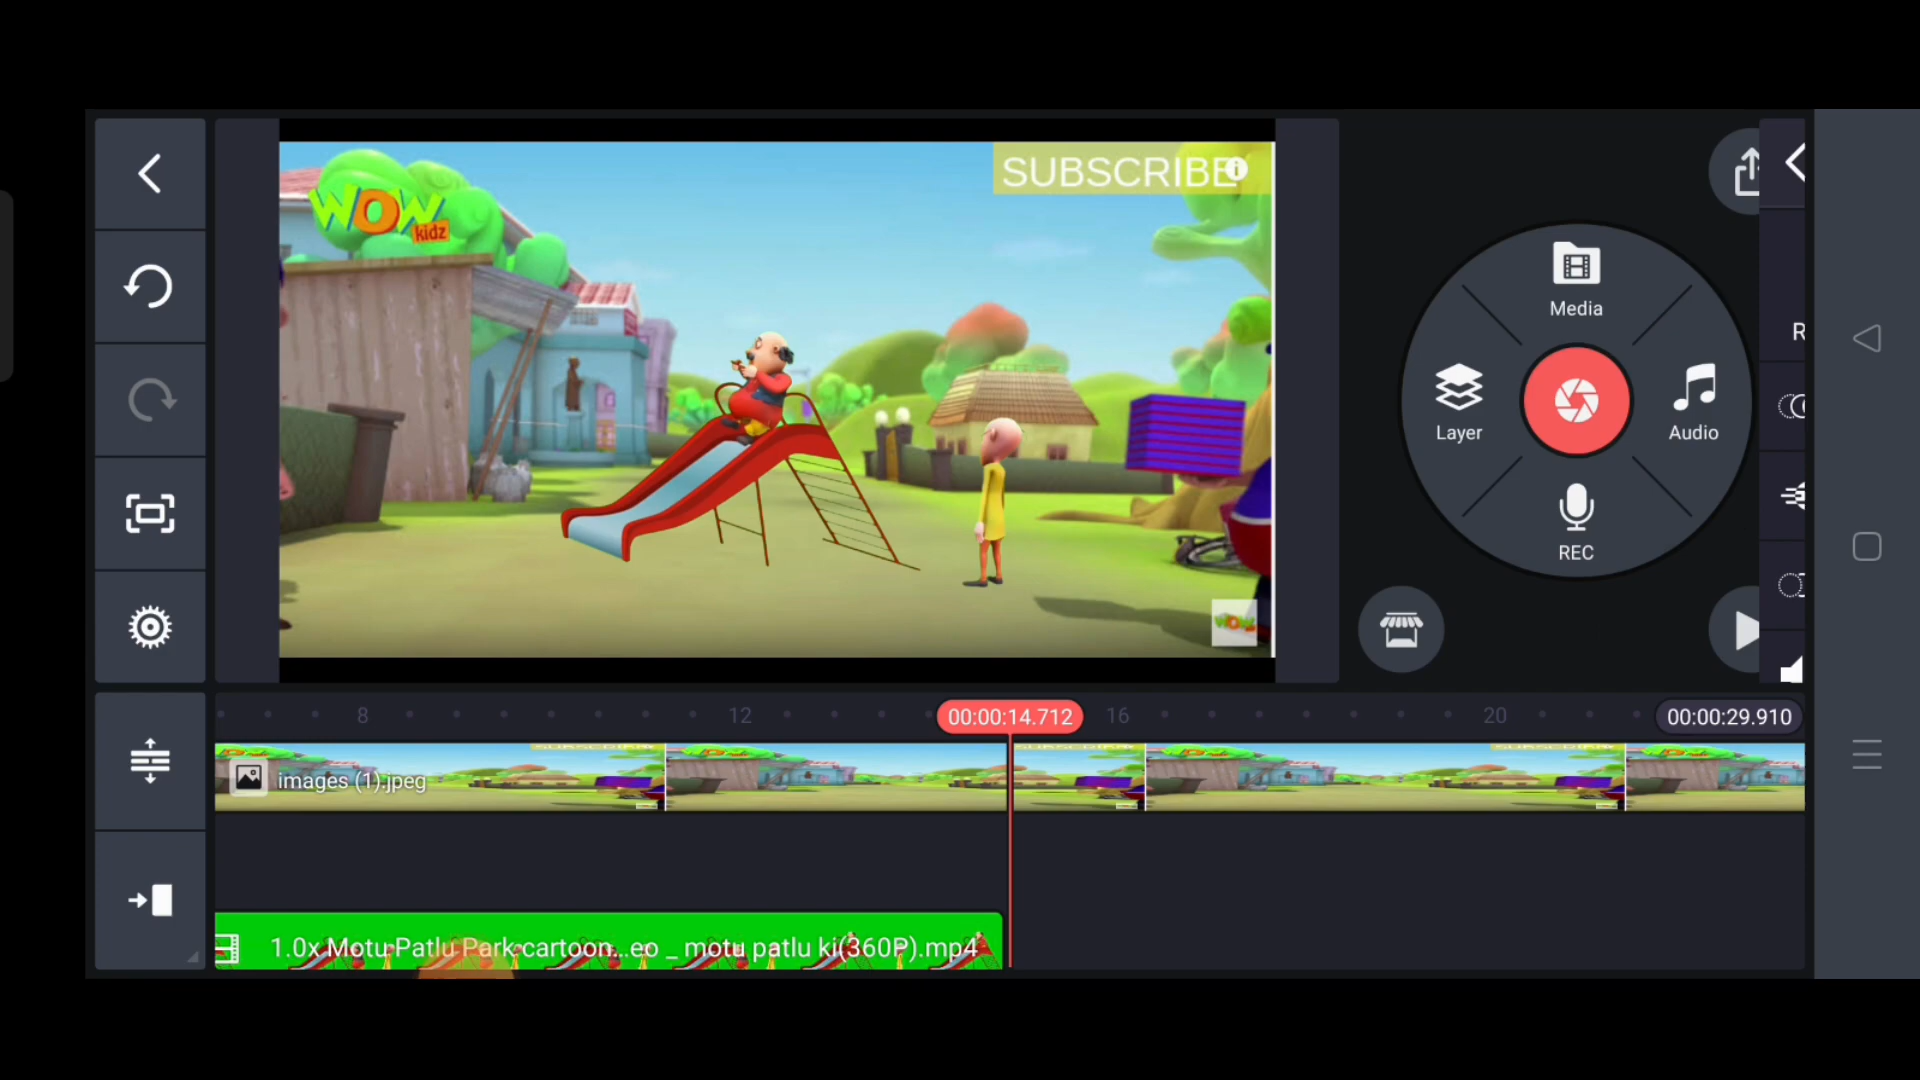 SUBSCRIBE
WOW
kidz
Media
R
Layer
Audio
REC
WOW
8
12
00:00:14.712
16
20
00:00:29.910
images (1).jpeg
1.0x Motu Patlu Park cartoon...eo _ motu patlu ki(360P).mp4